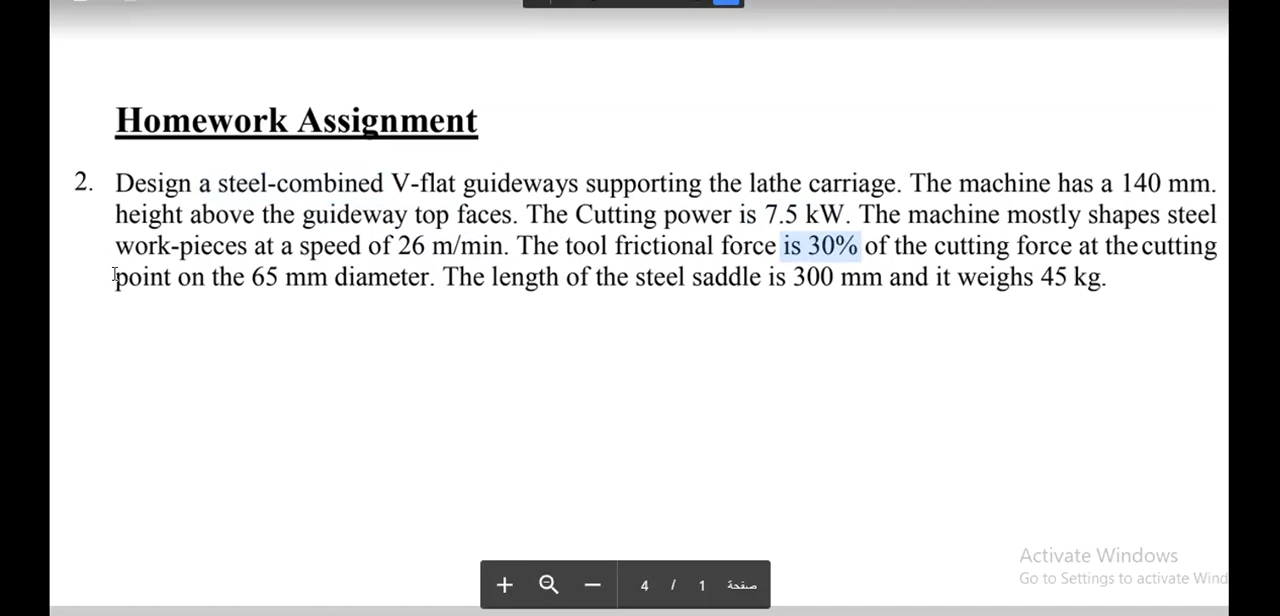 Homework Assignment
2. Design a steel-combined V-flat guideways supporting the lathe carriage. The machine has a 140 mm.
height above the guideway top faces. The Cutting power is 7.5 kW. The machine mostly shapes steel
work-pieces at a speed of 26 m/min. The tool frictional force is 30% of the cutting force at the cutting
point on the 65 mm diameter. The length of the steel saddle is 300 mm and it weighs 45 kg.
Activate Windows
Go to Settings to activate Wind
4 / 1 صفحة